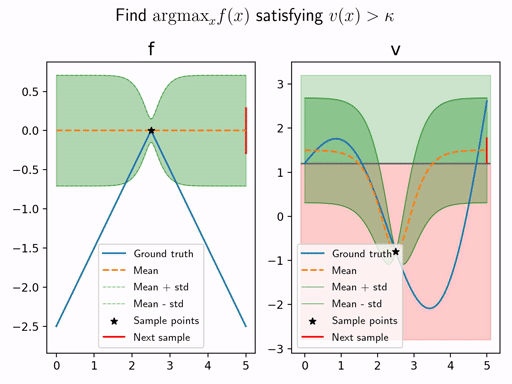 Find argmaxₓf(x) satisfying v(x) > κ
f
v
0.5
0.0
−0.5
−1.0
−1.5
−2.0
−2.5
0
1
2
3
4
5
Ground truth
Mean
Mean + std
Mean - std
Sample points
Next sample
3
2
1
0
−1
−2
−3
0
1
2
3
4
5
Ground truth
Mean
Mean + std
Mean - std
Sample points
Next sample